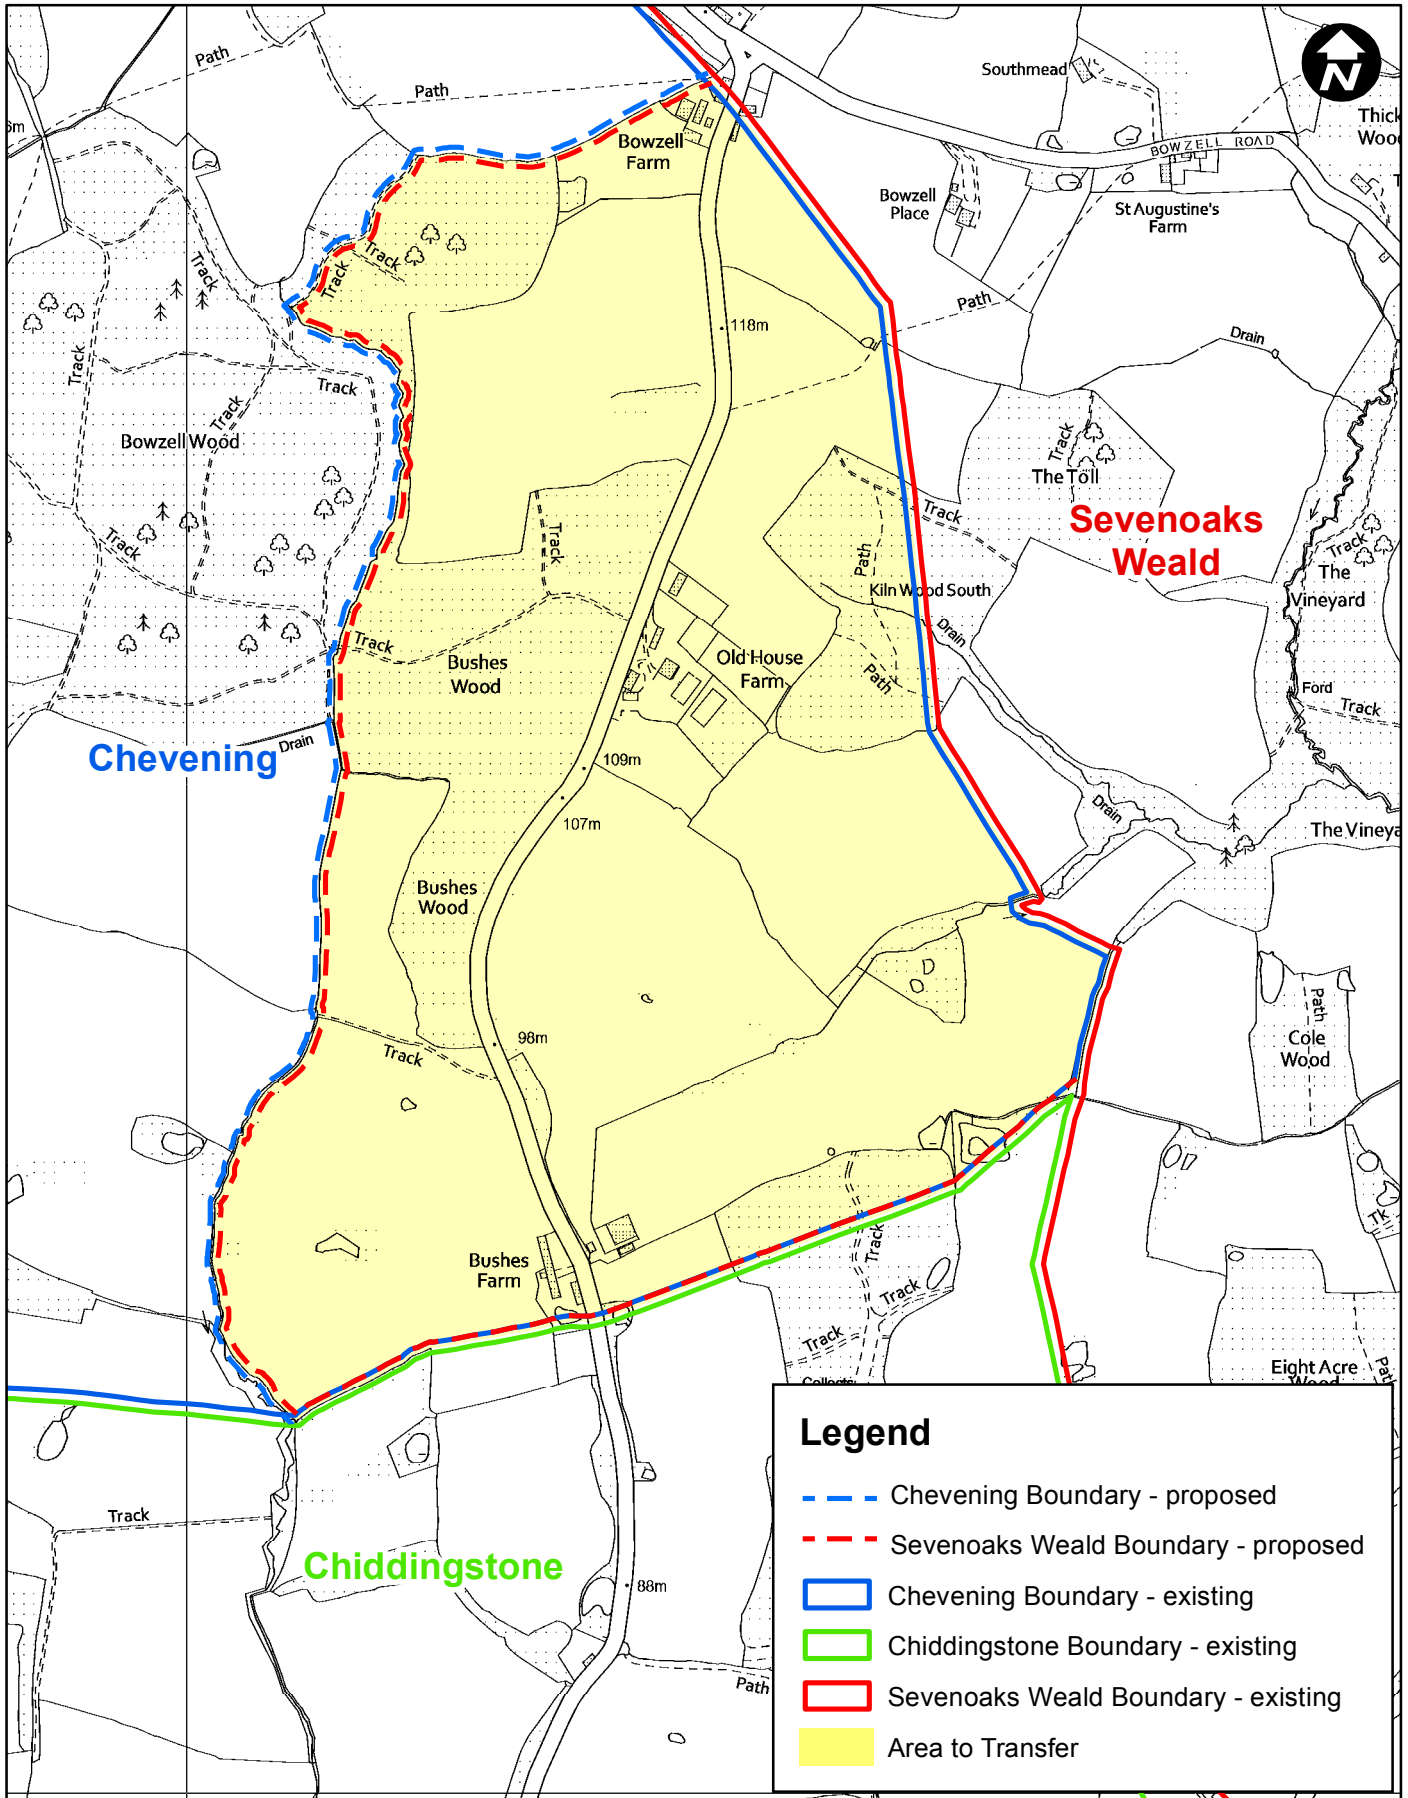 Path
Path
Southmead
N
Thick
Wood
BOWZELL ROAD
Bowzell
Farm
Bowzell
Place
St Augustine's
Farm
Track
Track
Track
Path
118m
Drain
Track
Track
Track
Bowzell Wood
Track
The Toll
Track
Track
Sevenoaks
Weald
Track
Track
Path
Track
The
Vineyard
Kiln Wood South
Drain
Track
Bushes
Wood
Old House
Farm
Path
Ford
Track
Chevening
Drain
109m
107m
Drain
The Vineya
Bushes
Wood
Path
98m
Track
Cole
Wood
Tk
Track
Bushes
Farm
Track
Track
Eight Acre
Wood
Path
Track
Chiddingstone
88m
Path
Legend
Chevening Boundary - proposed
Sevenoaks Weald Boundary - proposed
Chevening Boundary - existing
Chiddingstone Boundary - existing
Sevenoaks Weald Boundary - existing
Area to Transfer